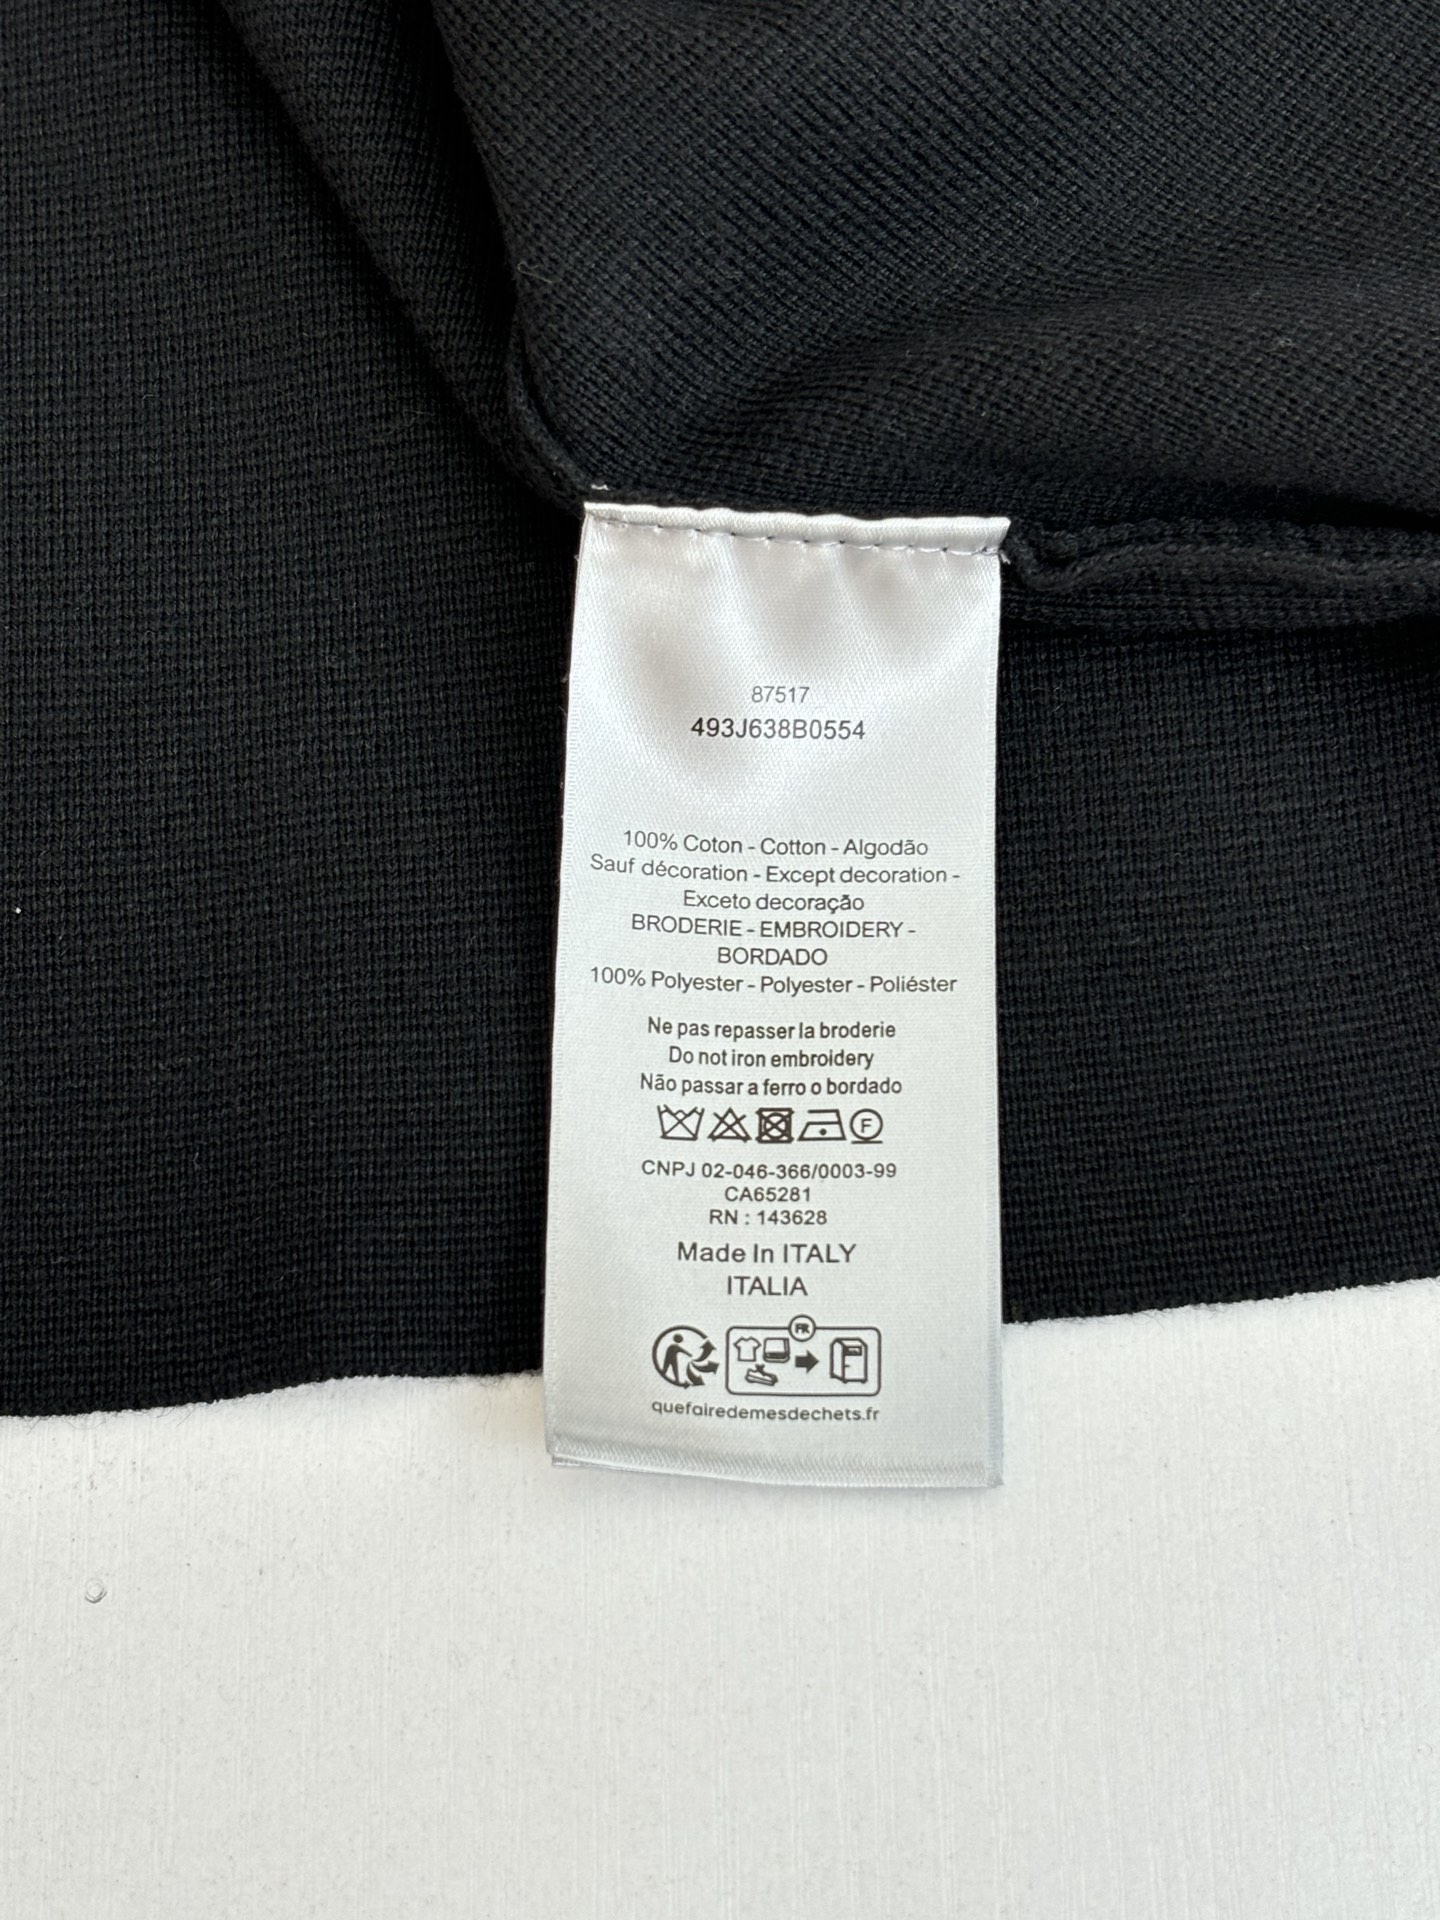 87517
493J638B0554
100% Coton - Cotton - Algodão
Sauf décoration - Except decoration -
Exceto decoração
BRODERIE - EMBROIDERY -
BORDADO
100% Polyester - Polyester - Poliéster
Ne pas repasser la broderie
Do not iron embroidery
Não passar a ferro o bordado
F
CNPJ 02-046-366/0003-99
CA65281
RN : 143628
Made In ITALY
ITALIA
FR
quefairedemesdechets.fr